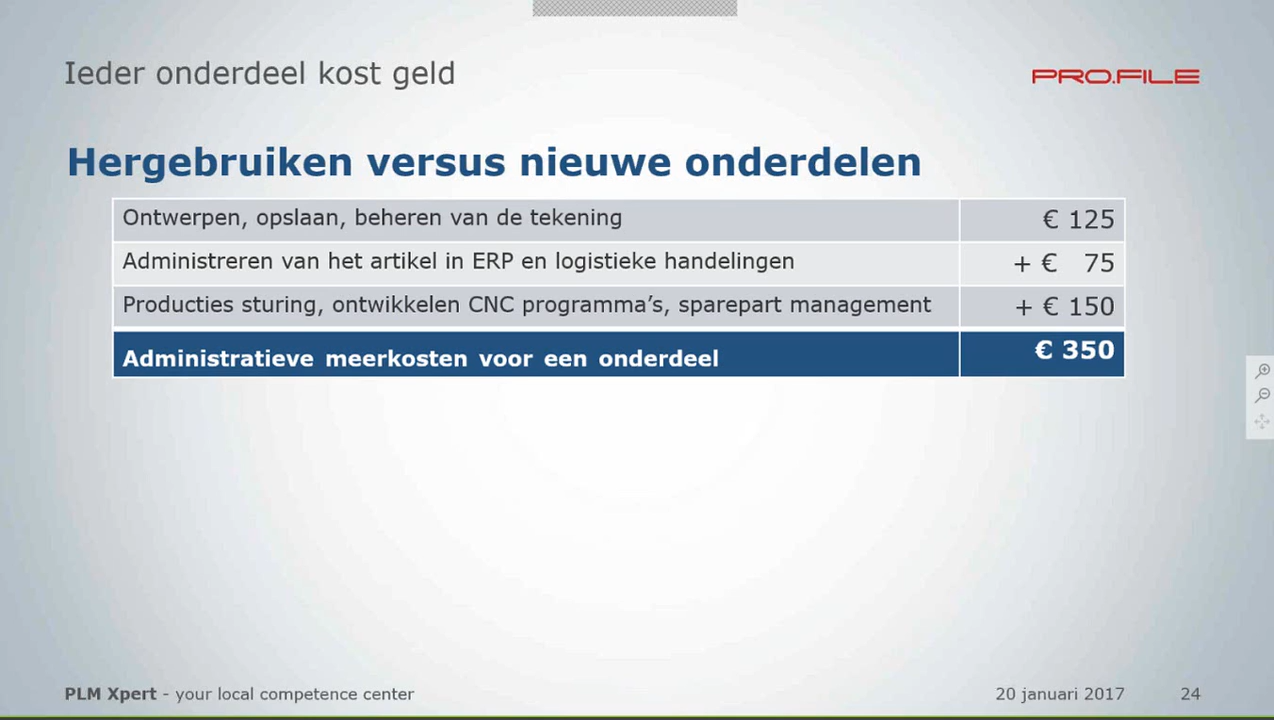 Ieder onderdeel kost geld
PRO.FILE
Hergebruiken versus nieuwe onderdelen
Ontwerpen, opslaan, beheren van de tekening € 125
Administreren van het artikel in ERP en logistieke handelingen + € 75
Producties sturing, ontwikkelen CNC programma’s, sparepart management + € 150
Administratieve meerkosten voor een onderdeel € 350
PLM Xpert - your local competence center 20 januari 2017 24